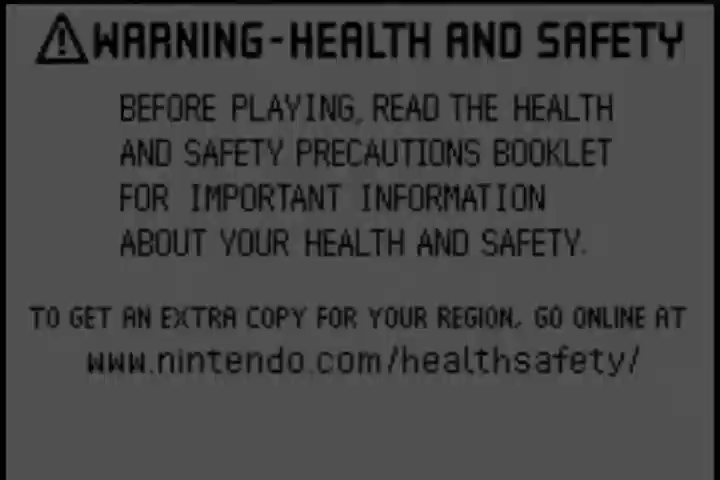 WARNING-HEALTH AND SAFETY
BEFORE PLAYING, READ THE HEALTH
AND SAFETY PRECAUTIONS BOOKLET
FOR IMPORTANT INFORMATION
ABOUT YOUR HEALTH AND SAFETY.
TO GET AN EXTRA COPY FOR YOUR REGION, GO ONLINE AT
www.nintendo.com/healthsafety/